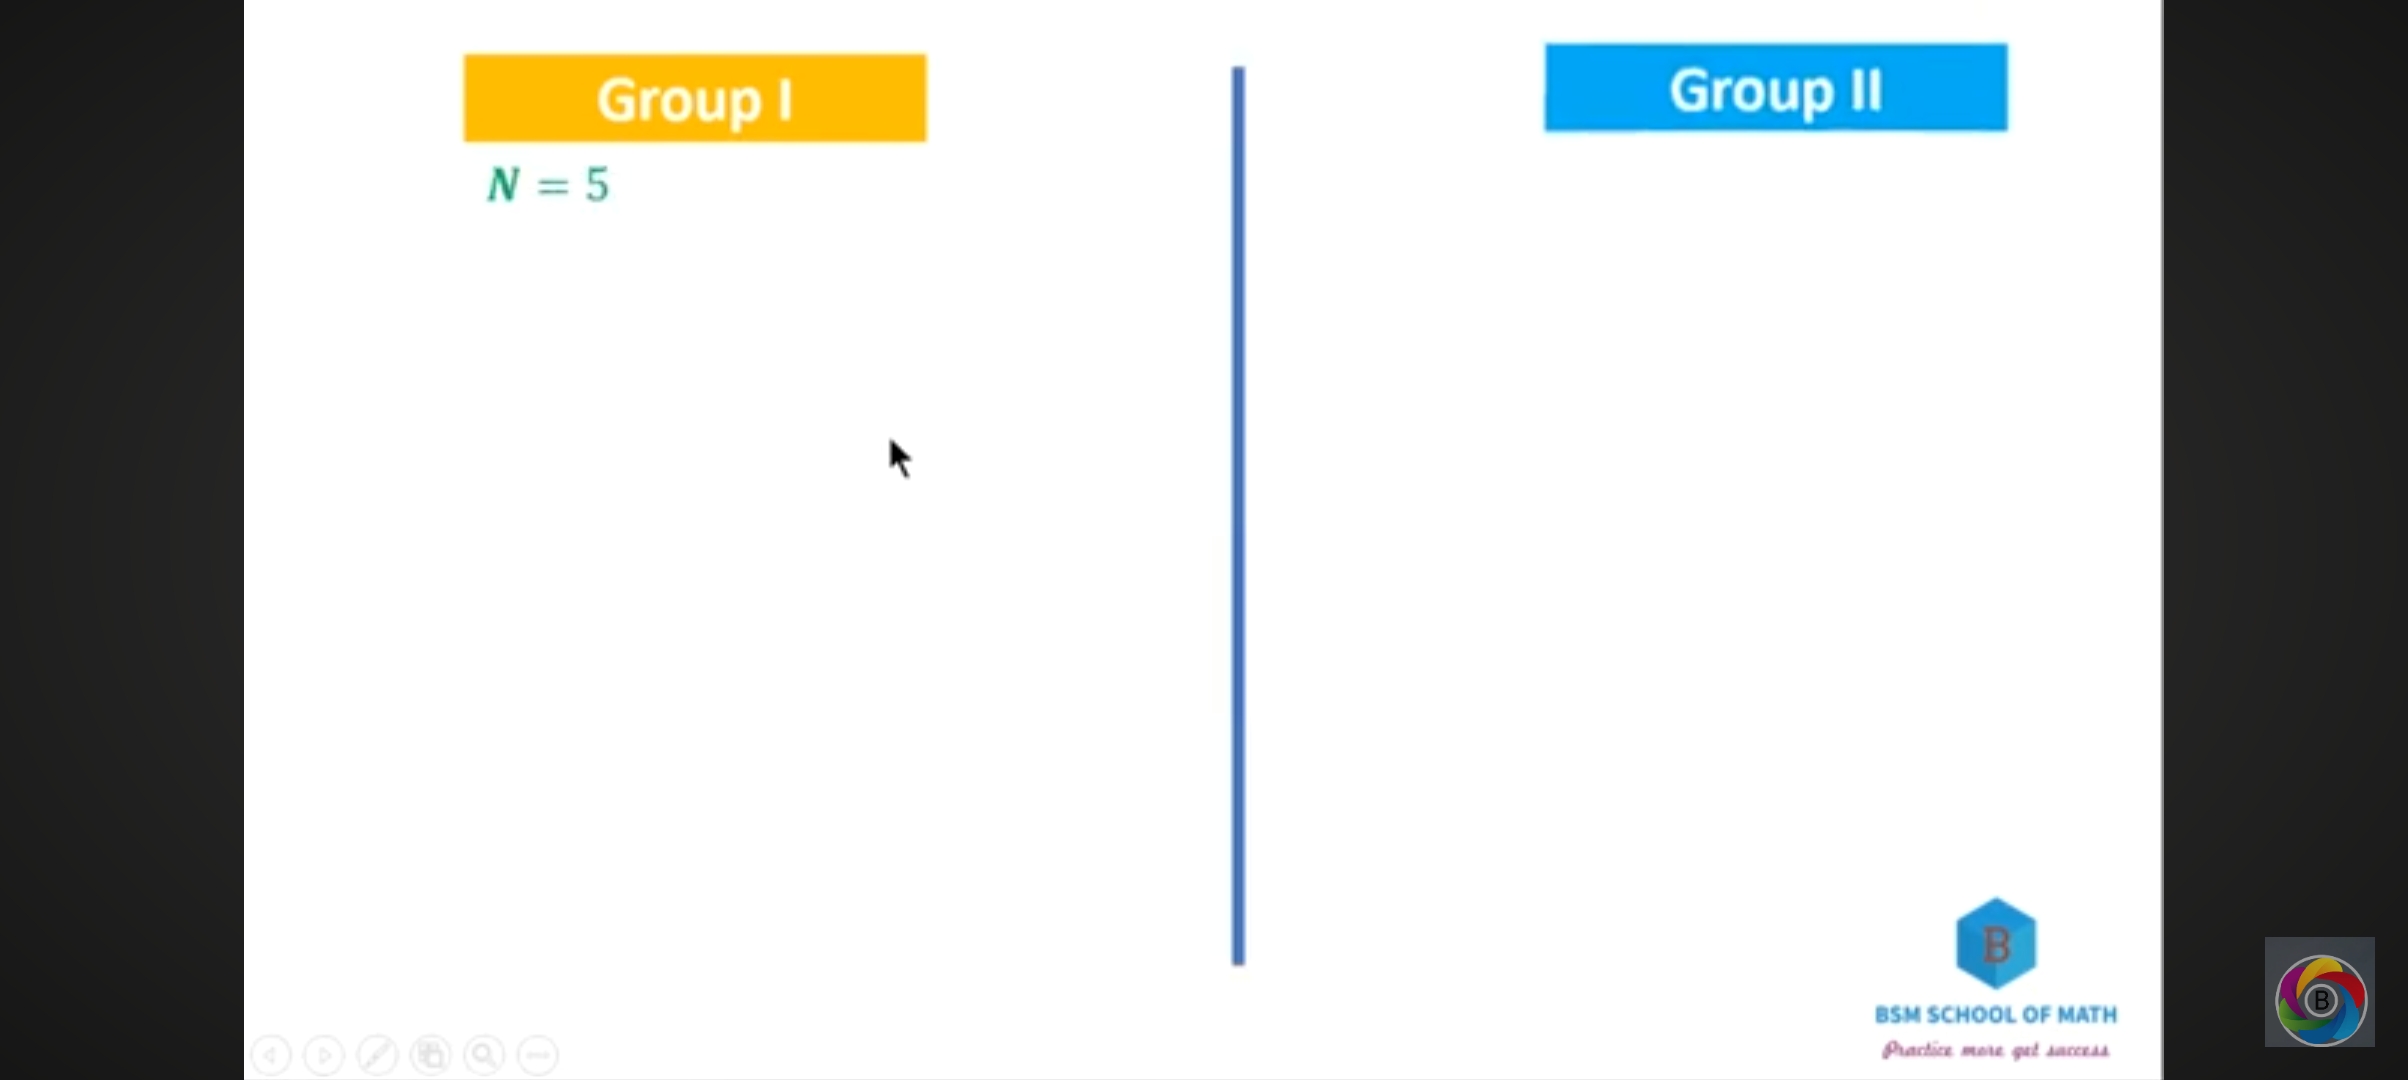 Group I
Group II
N = 5
B
BSM SCHOOL OF MATH
Practice more get success
B